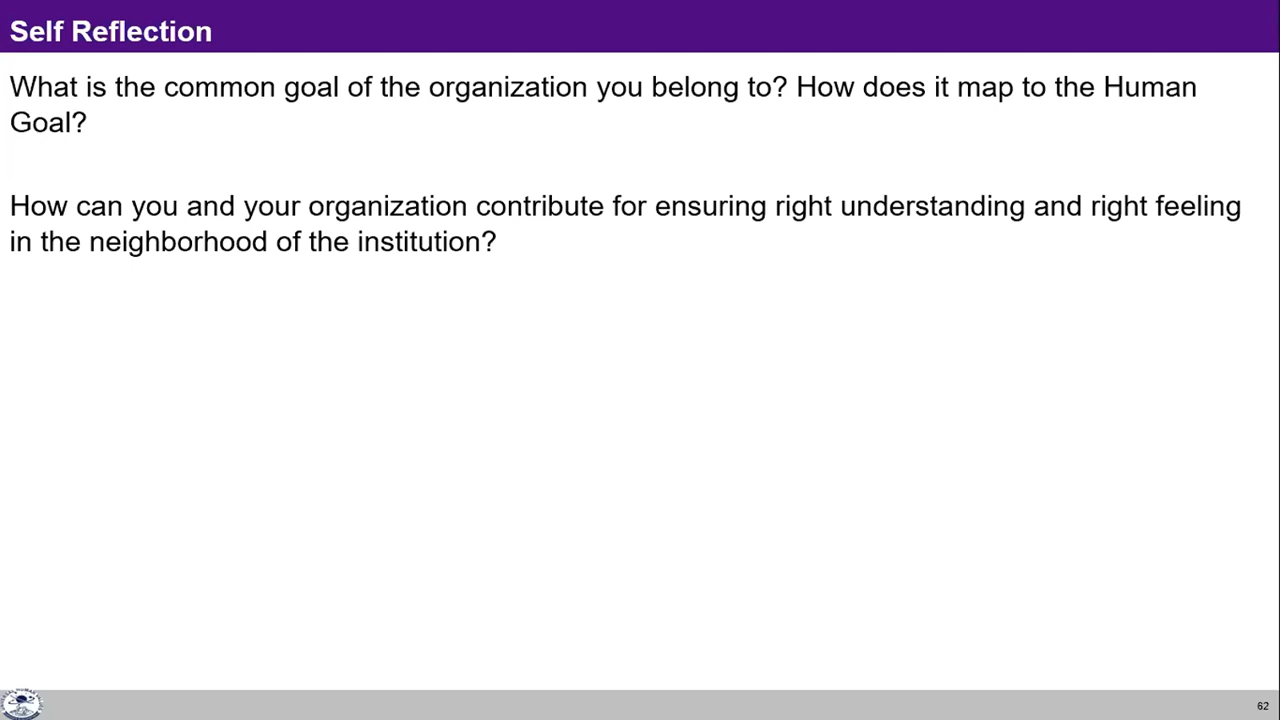 Self Reflection
What is the common goal of the organization you belong to? How does it map to the Human
Goal?
How can you and your organization contribute for ensuring right understanding and right feeling
in the neighborhood of the institution?
62